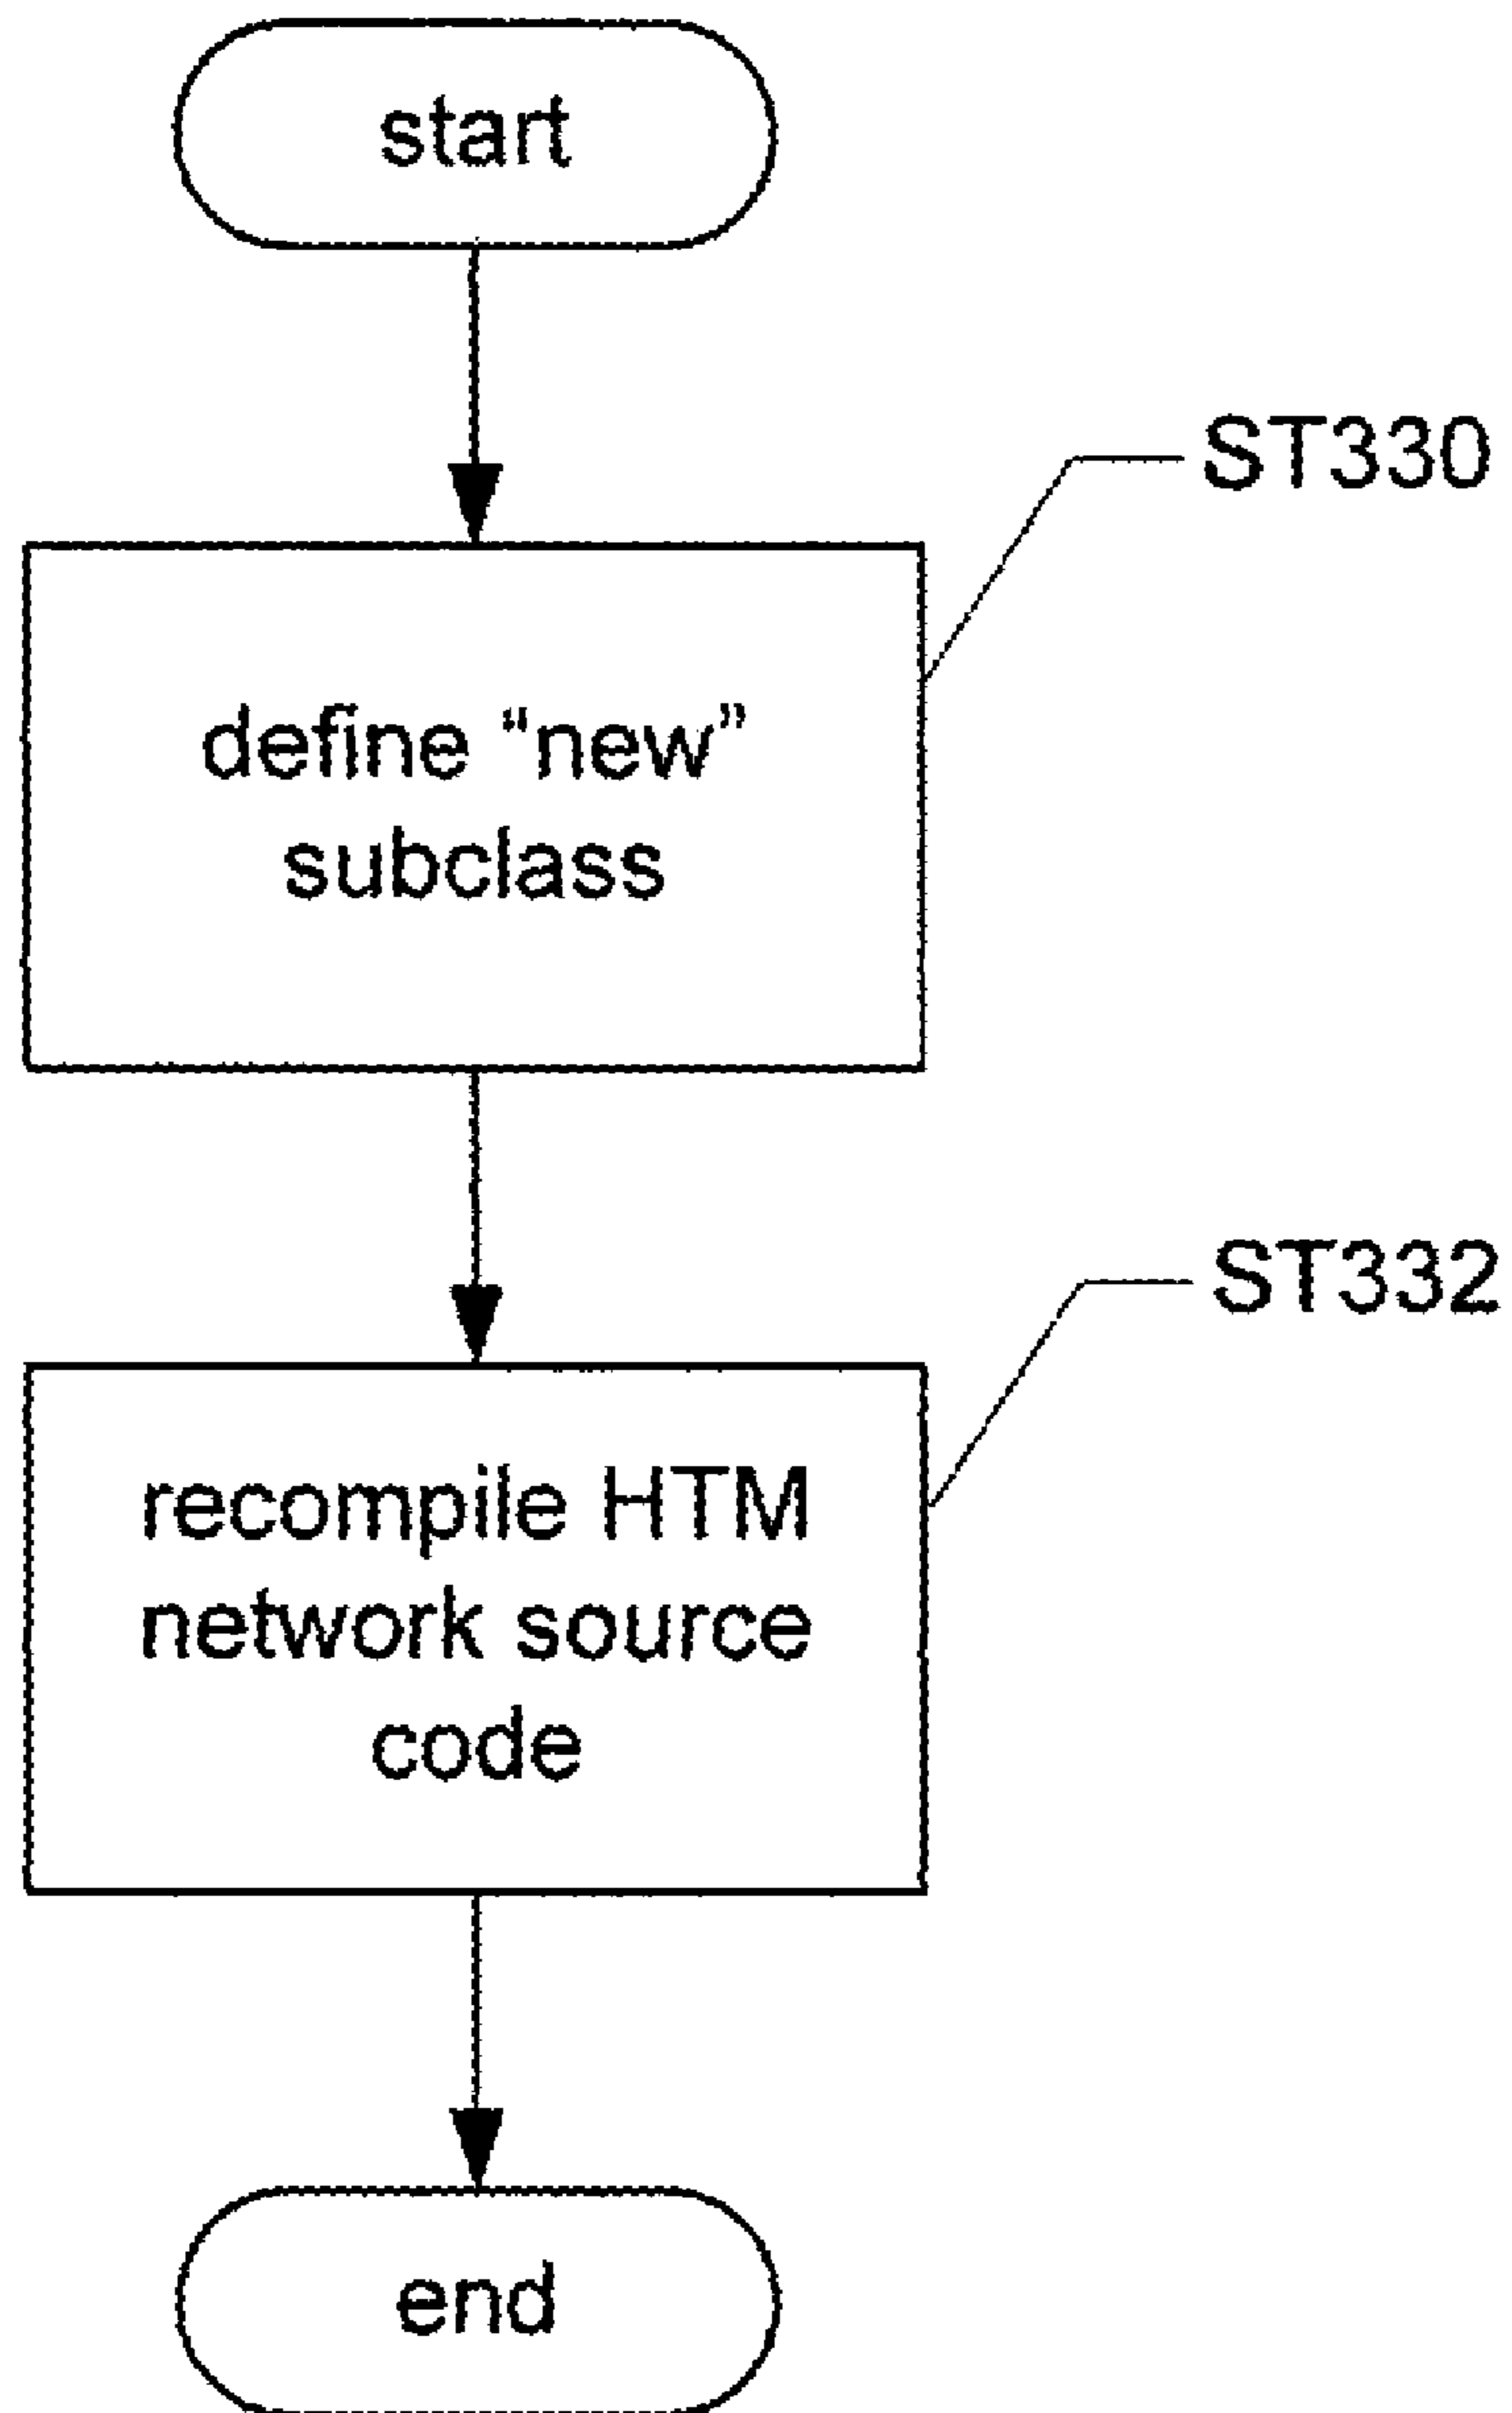 start
ST330
define “new”
subclass
ST332
recompile HTM
network source
code
end